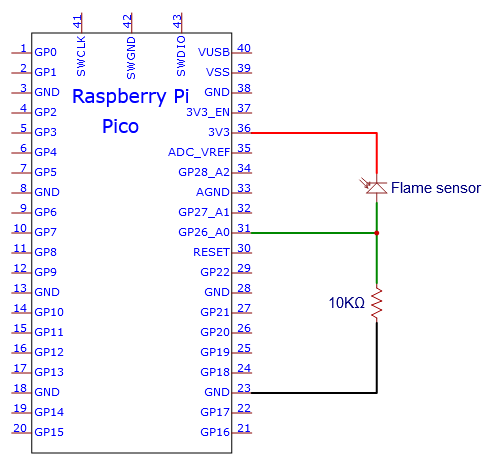 41 42 43
SWCLK SWGND SWDIO
1 GP0 VUSB 40
2 GP1 VSS 39
3 GND GND 38
Raspberry Pi
4 GP2 3V3_EN 37
Pico
5 GP3 3V3 36
6 GP4 ADC_VREF 35
7 GP5 GP28_A2 34
8 GND AGND 33
Flame sensor
9 GP6 GP27_A1 32
10 GP7 GP26_A0 31
11 GP8 RESET 30
12 GP9 GP22 29
13 GND GND 28
10KΩ
14 GP10 GP21 27
15 GP11 GP20 26
16 GP12 GP19 25
17 GP13 GP18 24
18 GND GND 23
19 GP14 GP17 22
20 GP15 GP16 21